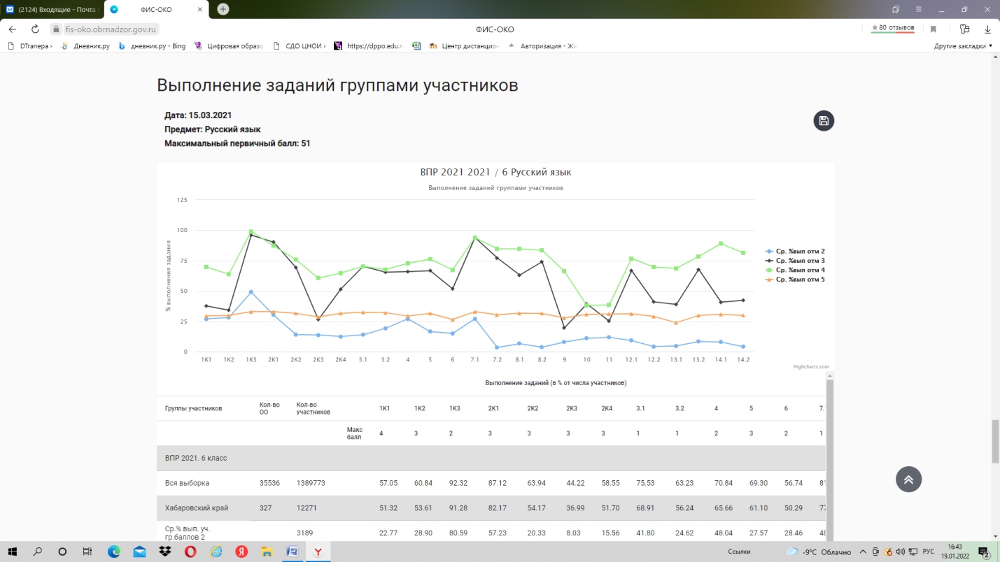 (2124) Входящие - Почта
ФИС-ОКО
fis-oko.obrnadzor.gov.ru
ФИС-ОКО
★ 80 отзывов
DTranepa ›
Дневник.ру
дневник.ру - Bing
Цифровая образо
СДО ЦНОИ ›
https://dppo.edu.ru
Центр дистанцион
Авторизация - Жи
Другие закладки
Выполнение заданий группами участников
Дата: 15.03.2021
Предмет: Русский язык
Максимальный первичный балл: 51
ВПР 2021 2021 / 6 Русский язык
Выполнение заданий группами участников
% выполнения задания
125
100
75
50
25
0
1K1 1K2 1K3 2K1 2K2 2K3 2K4 3.1 3.2 4 5 6 7.1 7.2 8.1 8.2 9 10 11 12.1 12.2 13.1 13.2 14.1 14.2
Ср. %вып отм 2
Ср. %вып отм 3
Ср. %вып отм 4
Ср. %вып отм 5
Highcharts.com
Выполнение заданий (в % от числа участников)
Группы участников Кол-во ОО Кол-во участников 1K1 1K2 1K3 2K1 2K2 2K3 2K4 3.1 3.2 4 5 6 7.
Макс балл 4 3 2 3 3 3 3 1 1 2 3 2 1
ВПР 2021. 6 класс
Вся выборка 35536 1389773 57.05 60.84 92.32 87.12 63.94 44.22 58.55 75.53 63.23 70.84 69.30 56.74 81
Хабаровский край 327 12271 51.32 53.61 91.28 82.17 54.17 36.99 51.70 68.91 56.24 65.66 61.10 50.29 77
Ср.% вып. уч. гр.баллов 2 3189 22.77 28.90 80.59 57.23 20.33 8.03 15.56 41.80 24.62 48.04 27.57 28.46 48
Ссылки
-9°C Облачно
РУС
16:43
19.01.2022
2